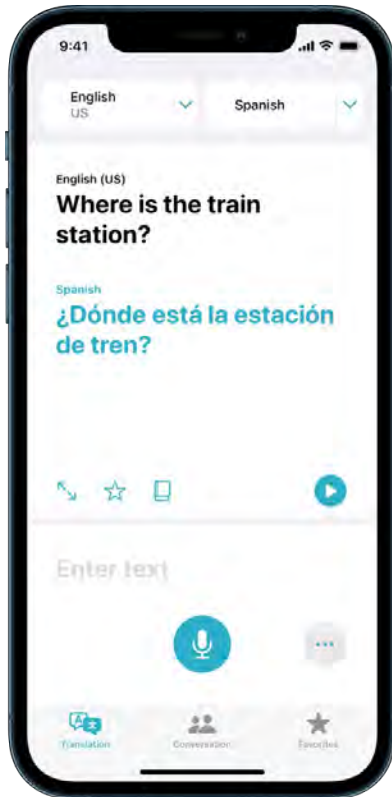 9:41
English
US
Spanish
English (US)
Where is the train
station?
Spanish
¿Dónde está la estación
de tren?
Enter text
Translation
Conversation
Favorites